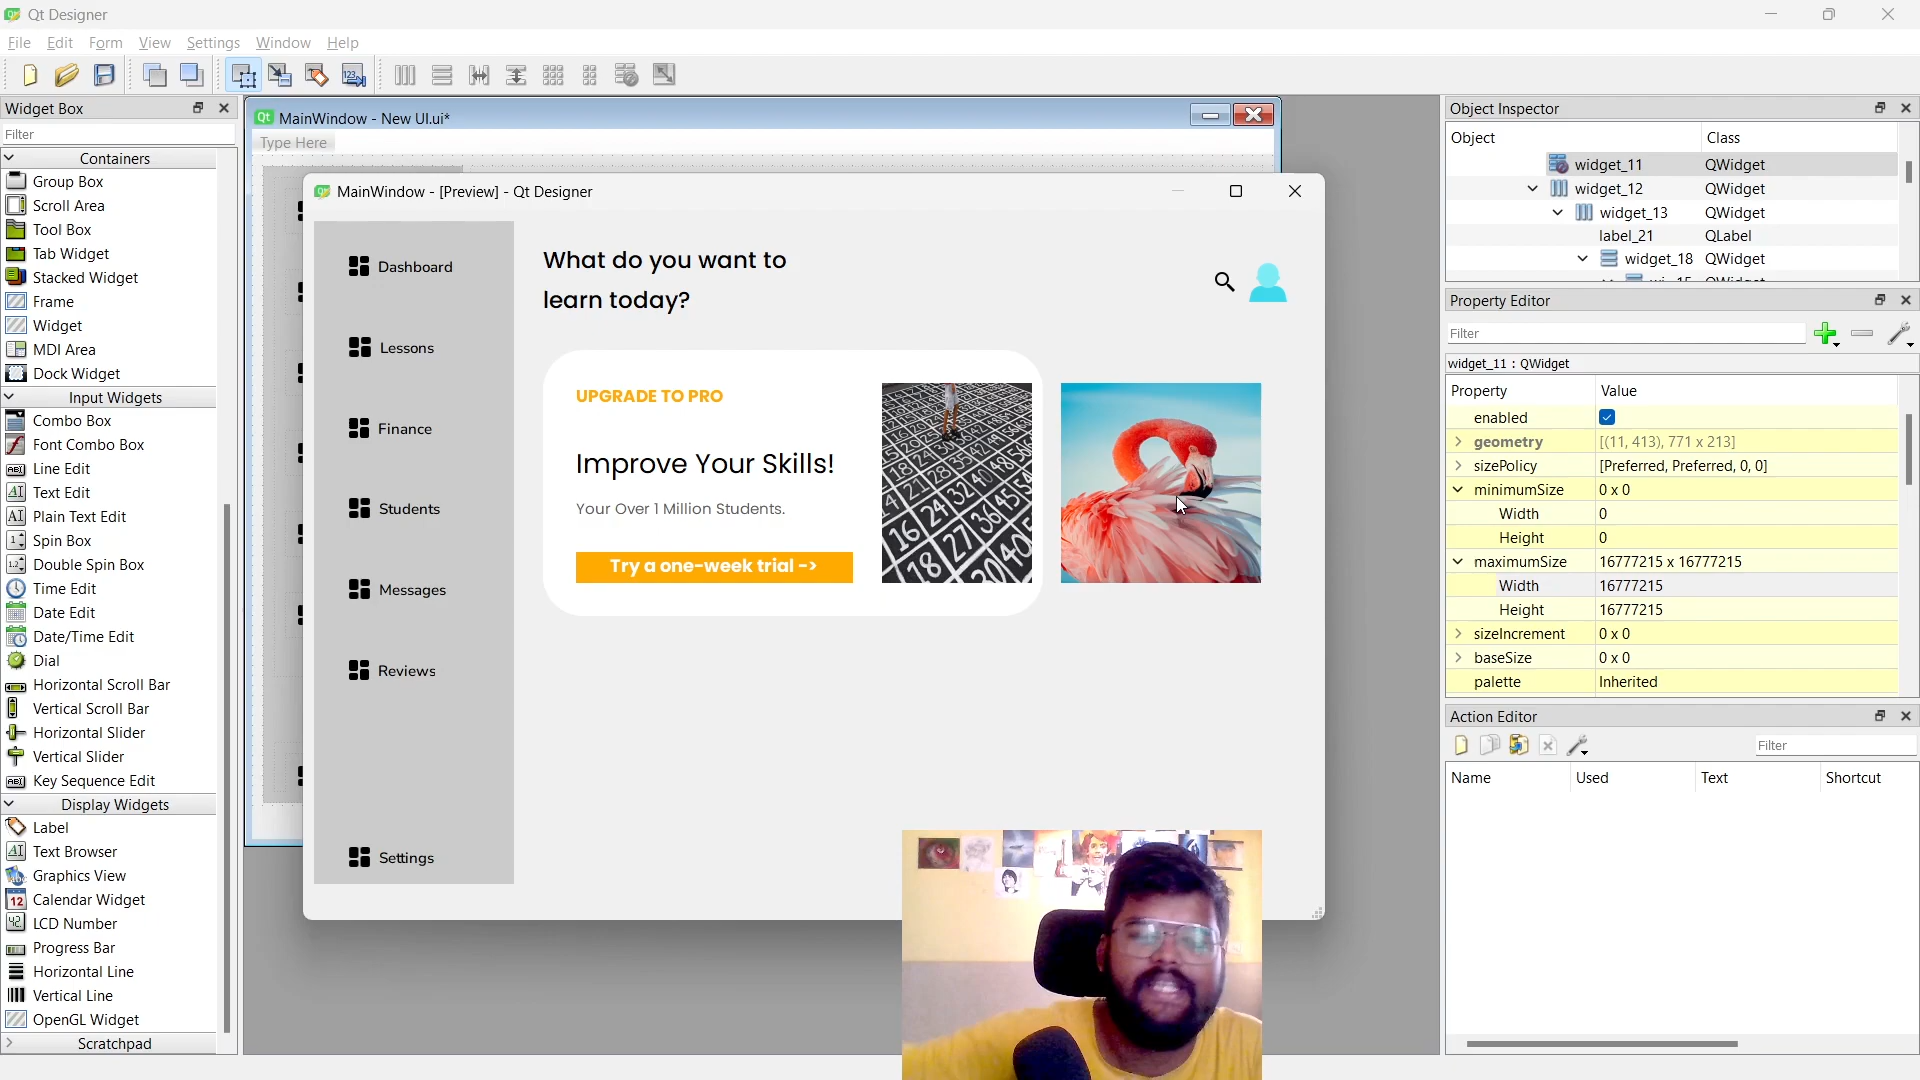 Qt Designer
File Edit Form View Settings Window Help
Widget Box
Filter
Containers
Group Box
Scroll Area
Tool Box
Tab Widget
Stacked Widget
Frame
Widget
MDI Area
Dock Widget
Input Widgets
Combo Box
Font Combo Box
Line Edit
Text Edit
Plain Text Edit
Spin Box
Double Spin Box
Time Edit
Date Edit
Date/Time Edit
Dial
Horizontal Scroll Bar
Vertical Scroll Bar
Horizontal Slider
Vertical Slider
Key Sequence Edit
Display Widgets
Label
Text Browser
Graphics View
Calendar Widget
LCD Number
Progress Bar
Horizontal Line
Vertical Line
OpenGL Widget
Scratchpad
MainWindow - New UI.ui*
Type Here
MainWindow - [Preview] - Qt Designer
Dashboard
Lessons
Finance
Students
Messages
Reviews
Settings
What do you want to
learn today?
UPGRADE TO PRO
Improve Your Skills!
Your Over 1 Million Students.
Try a one-week trial ->
Object Inspector
Object Class
widget_11 QWidget
widget_12 QWidget
widget_13 QWidget
label_21 QLabel
widget_18 QWidget
Property Editor
Filter
widget_11 : QWidget
Property Value
enabled
geometry [(11, 413), 771 x 213]
sizePolicy [Preferred, Preferred, 0, 0]
minimumSize 0 x 0
Width 0
Height 0
maximumSize 16777215 x 16777215
Width 16777215
Height 16777215
sizeIncrement 0 x 0
baseSize 0 x 0
palette Inherited
Action Editor
Filter
Name Used Text Shortcut